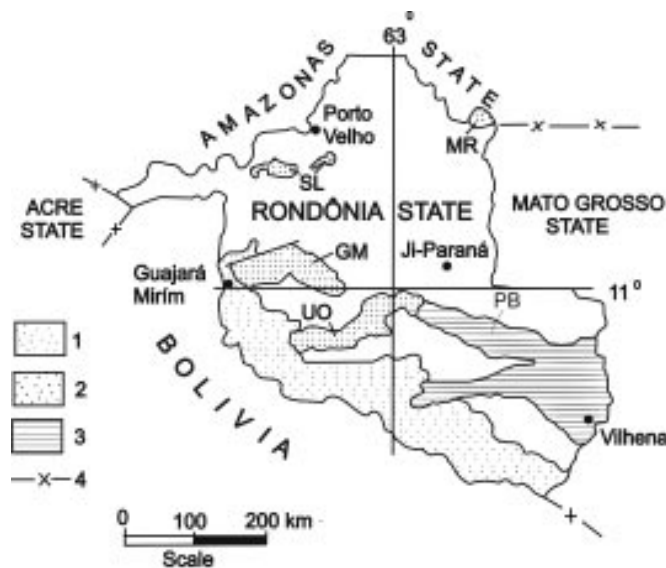 63°
AMAZONAS STATE
Porto
Velho
MR
SL
ACRE
STATE
RONDÔNIA STATE
MATO GROSSO
STATE
GM
Ji-Paraná
Guajará
Mirím
11°
PB
UO
1
2
3
4
BOLIVIA
Vilhena
0 100 200 km
Scale